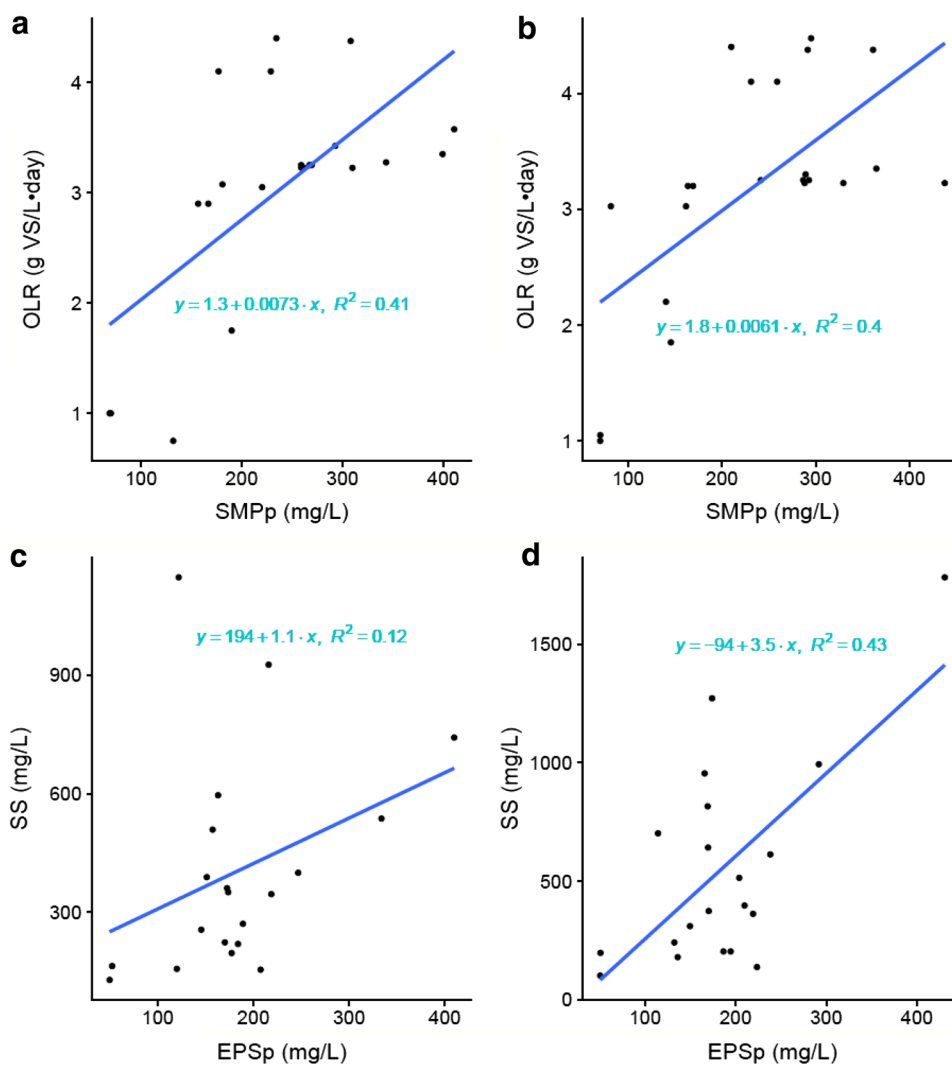 a
OLR (g VS/L•day)
4
3
2
1
y=1.3+0.0073·x, R²=0.41
100 200 300 400
SMPp (mg/L)
b
OLR (g VS/L•day)
4
3
2
1
y=1.8+0.0061·x, R²=0.4
100 200 300 400
SMPp (mg/L)
c
SS (mg/L)
900
600
300
y=194+1.1·x, R²=0.12
100 200 300 400
EPSp (mg/L)
d
SS (mg/L)
1500
1000
500
0
y=−94+3.5·x, R²=0.43
100 200 300 400
EPSp (mg/L)